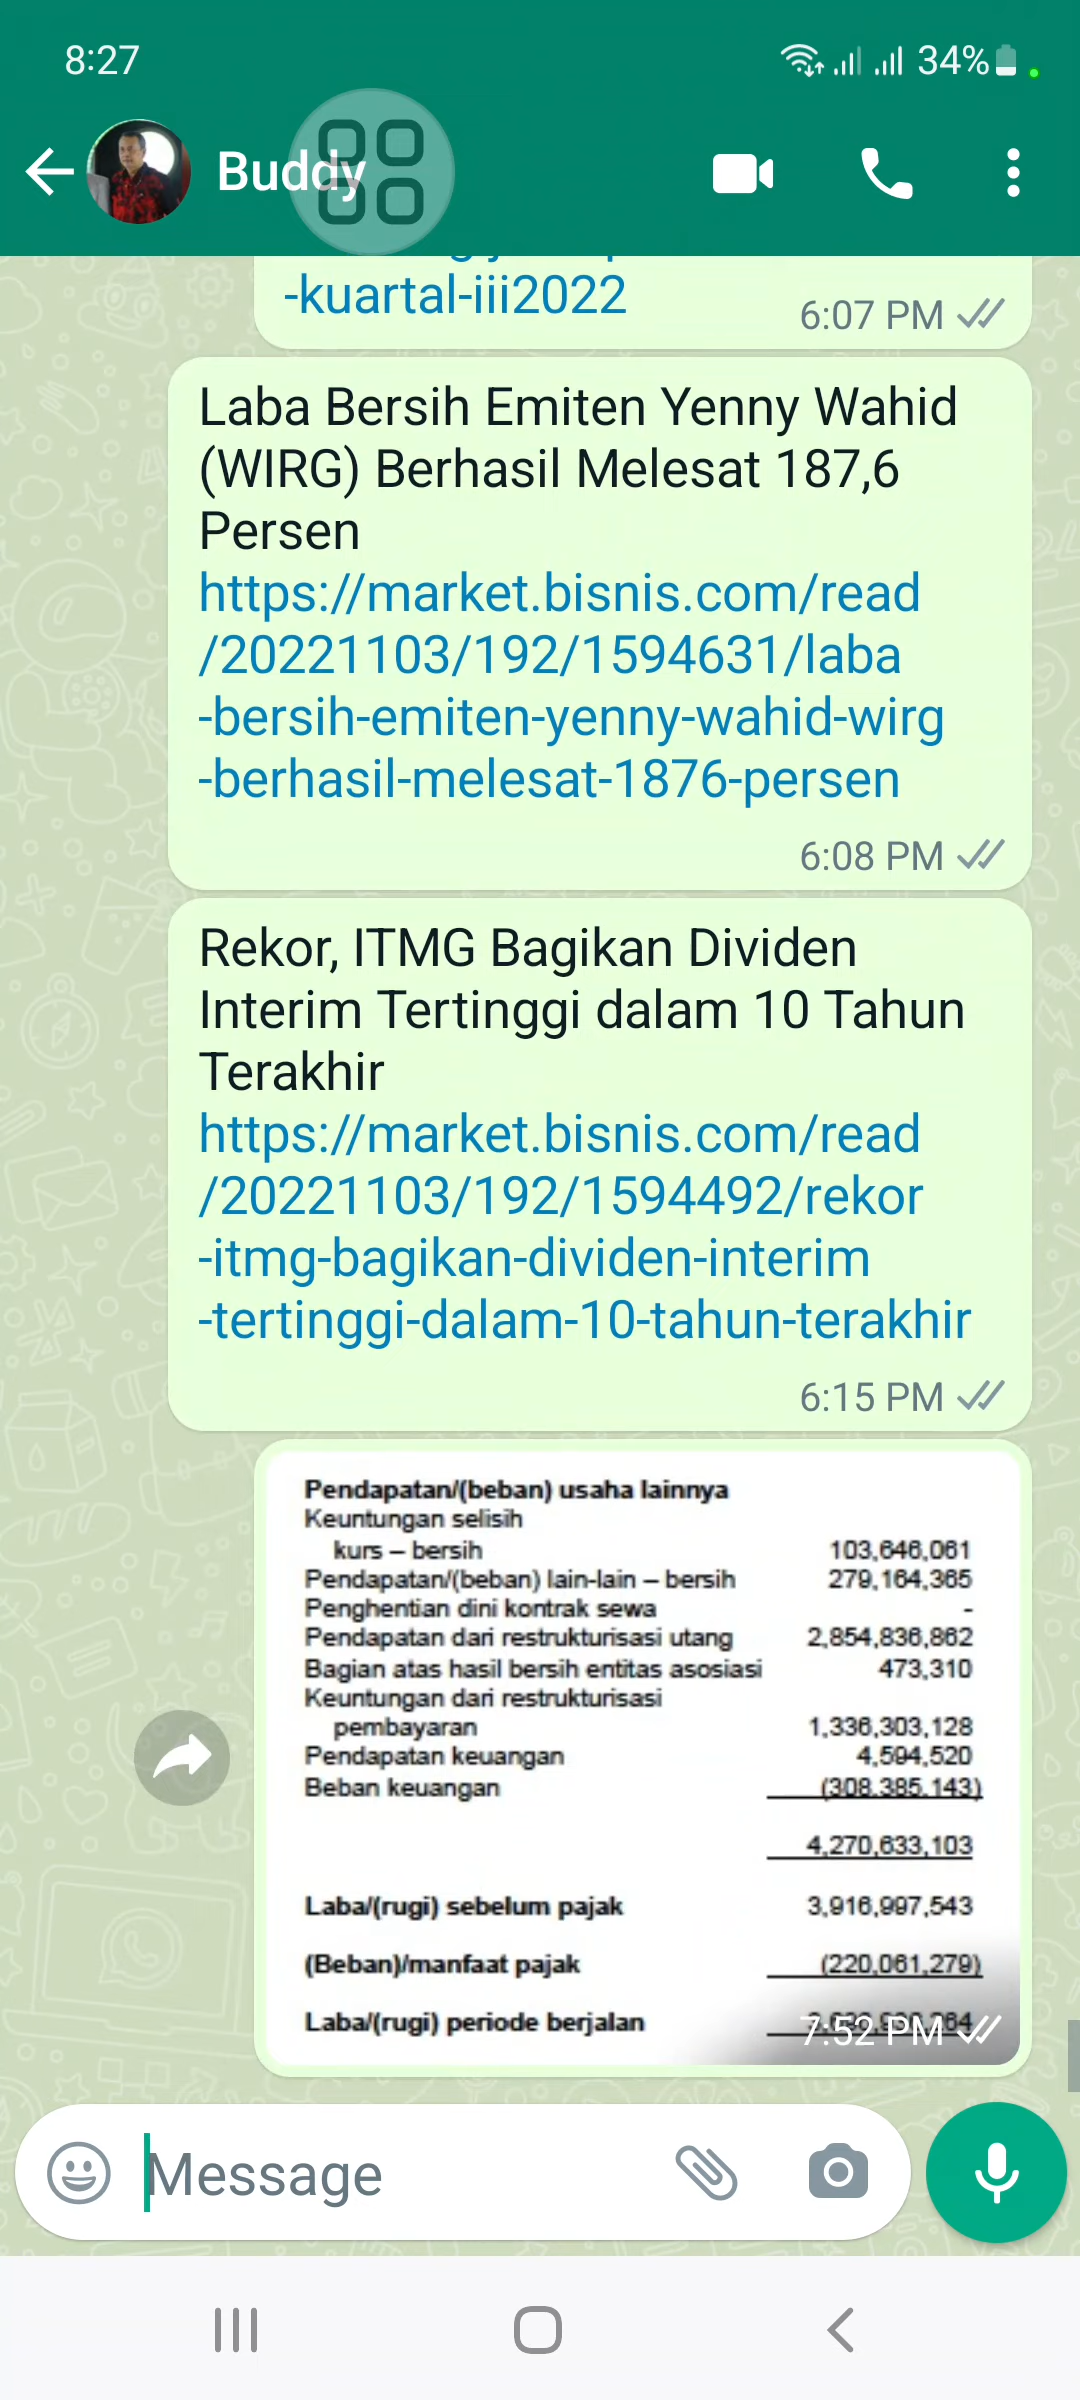 8:27
34%
Buddy
-kuartal-iii2022
6:07 PM
Laba Bersih Emiten Yenny Wahid
(WIRG) Berhasil Melesat 187,6
Persen
https://market.bisnis.com/read
/20221103/192/1594631/laba
-bersih-emiten-yenny-wahid-wirg
-berhasil-melesat-1876-persen
6:08 PM
Rekor, ITMG Bagikan Dividen
Interim Tertinggi dalam 10 Tahun
Terakhir
https://market.bisnis.com/read
/20221103/192/1594492/rekor
-itmg-bagikan-dividen-interim
-tertinggi-dalam-10-tahun-terakhir
6:15 PM
Pendapatan/(beban) usaha lainnya
Keuntungan selisih
kurs – bersih 103,646,061
Pendapatan/(beban) lain-lain – bersih 279,164,365
Penghentian dini kontrak sewa -
Pendapatan dari restrukturisasi utang 2,854,836,862
Bagian atas hasil bersih entitas asosiasi 473,310
Keuntungan dari restrukturisasi
pembayaran 1,336,303,128
Pendapatan keuangan 4,594,520
Beban keuangan (308,385,143)
4,270,633,103
Laba/(rugi) sebelum pajak 3,916,997,543
(Beban)/manfaat pajak (220,061,279)
Laba/(rugi) periode berjalan
7:52 PM
Message